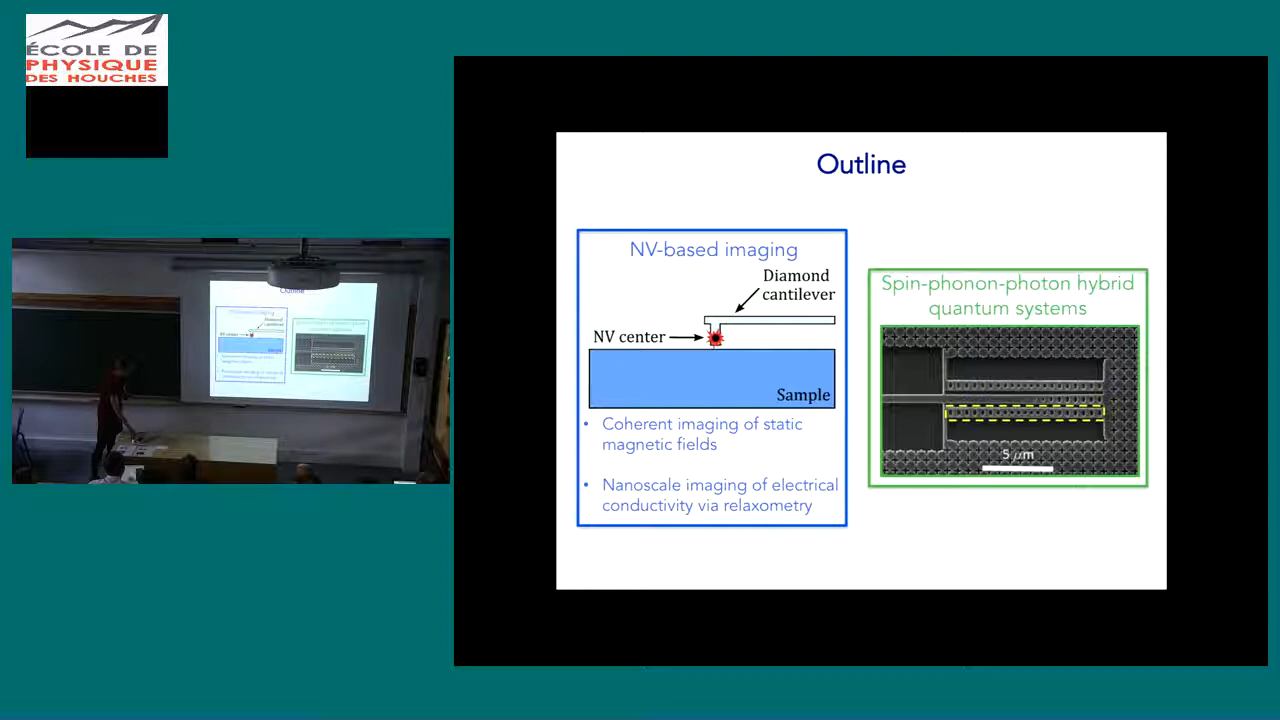 ÉCOLE DE
PHYSIQUE
DES HOUCHES
Outline
NV-based imaging
Diamond
cantilever
NV center
Sample
• Coherent imaging of static
magnetic fields
• Nanoscale imaging of electrical
conductivity via relaxometry
Spin-phonon-photon hybrid
quantum systems
5 μm